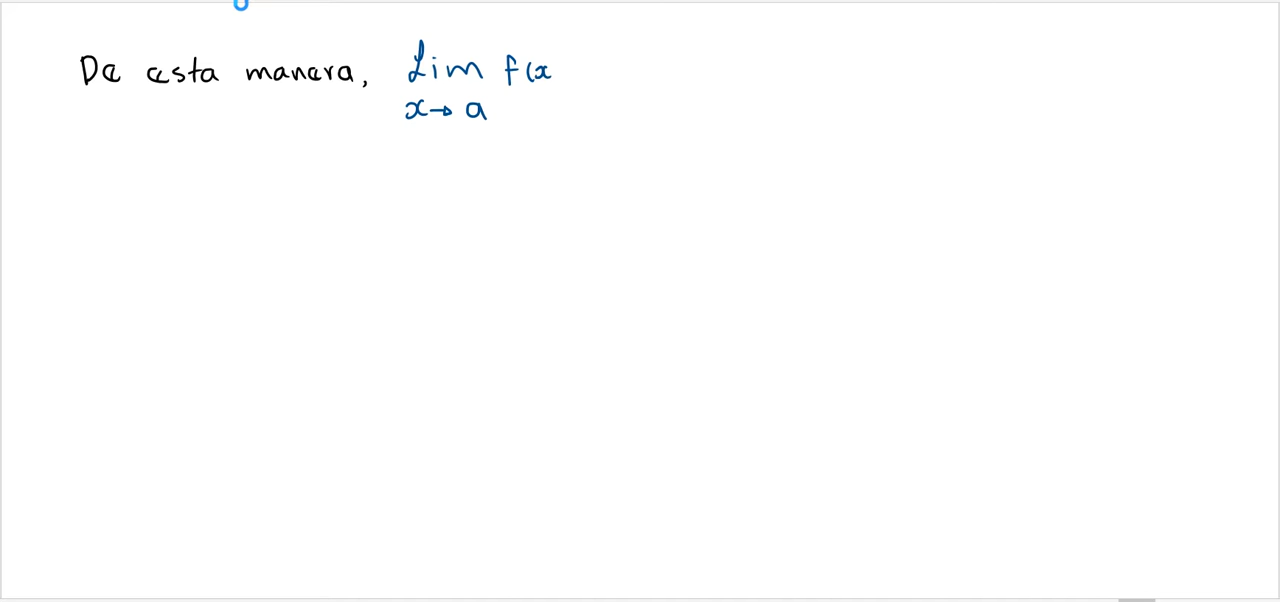 De esta manera, Lim f(x
x→a